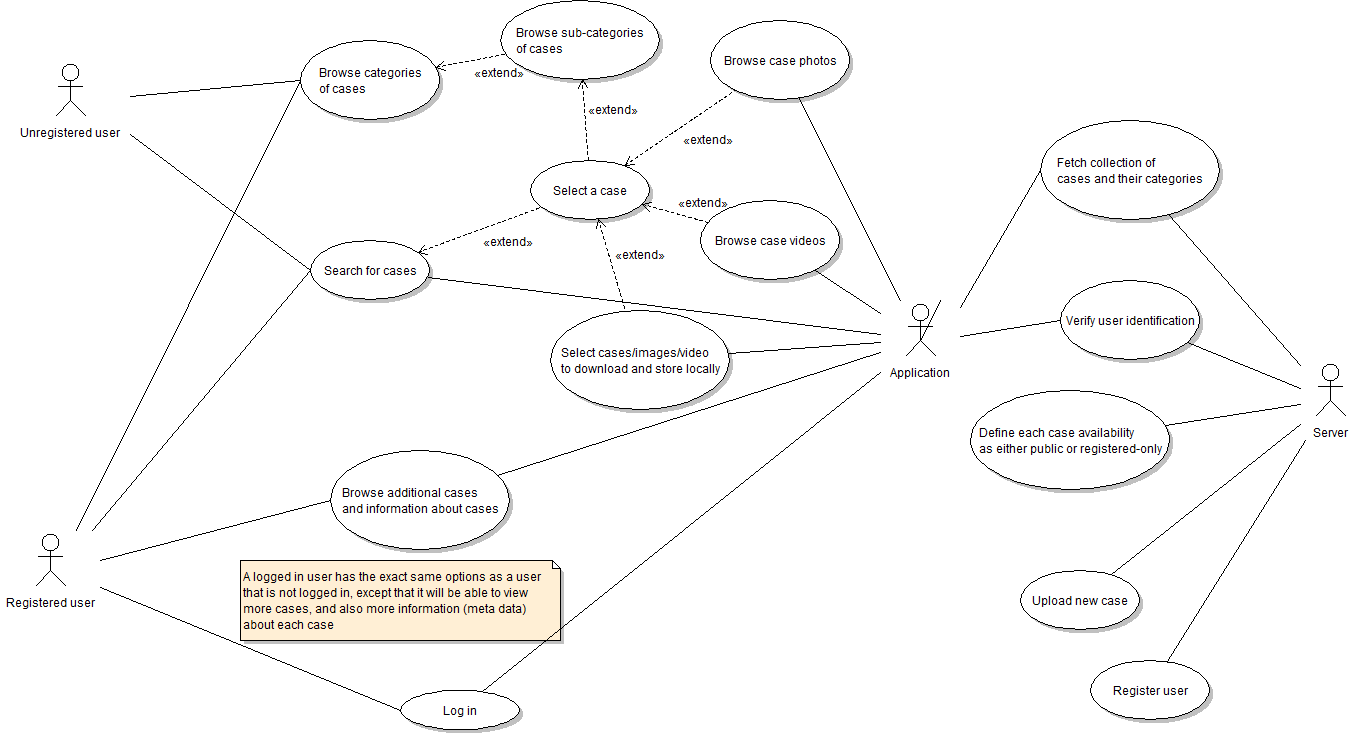 Browse sub-categories
of cases
Browse categories
of cases
«extend»
Browse case photos
Unregistered user
«extend»
«extend»
Fetch collection of
cases and their categories
Select a case
«extend»
Browse case videos
«extend»
Search for cases
«extend»
Verify user identification
Select cases/images/video
to download and store locally
Application
Define each case availability
as either public or registered-only
Server
Browse additional cases
and information about cases
A logged in user has the exact same options as a user
that is not logged in, except that it will be able to view
more cases, and also more information (meta data)
about each case
Registered user
Upload new case
Register user
Log in